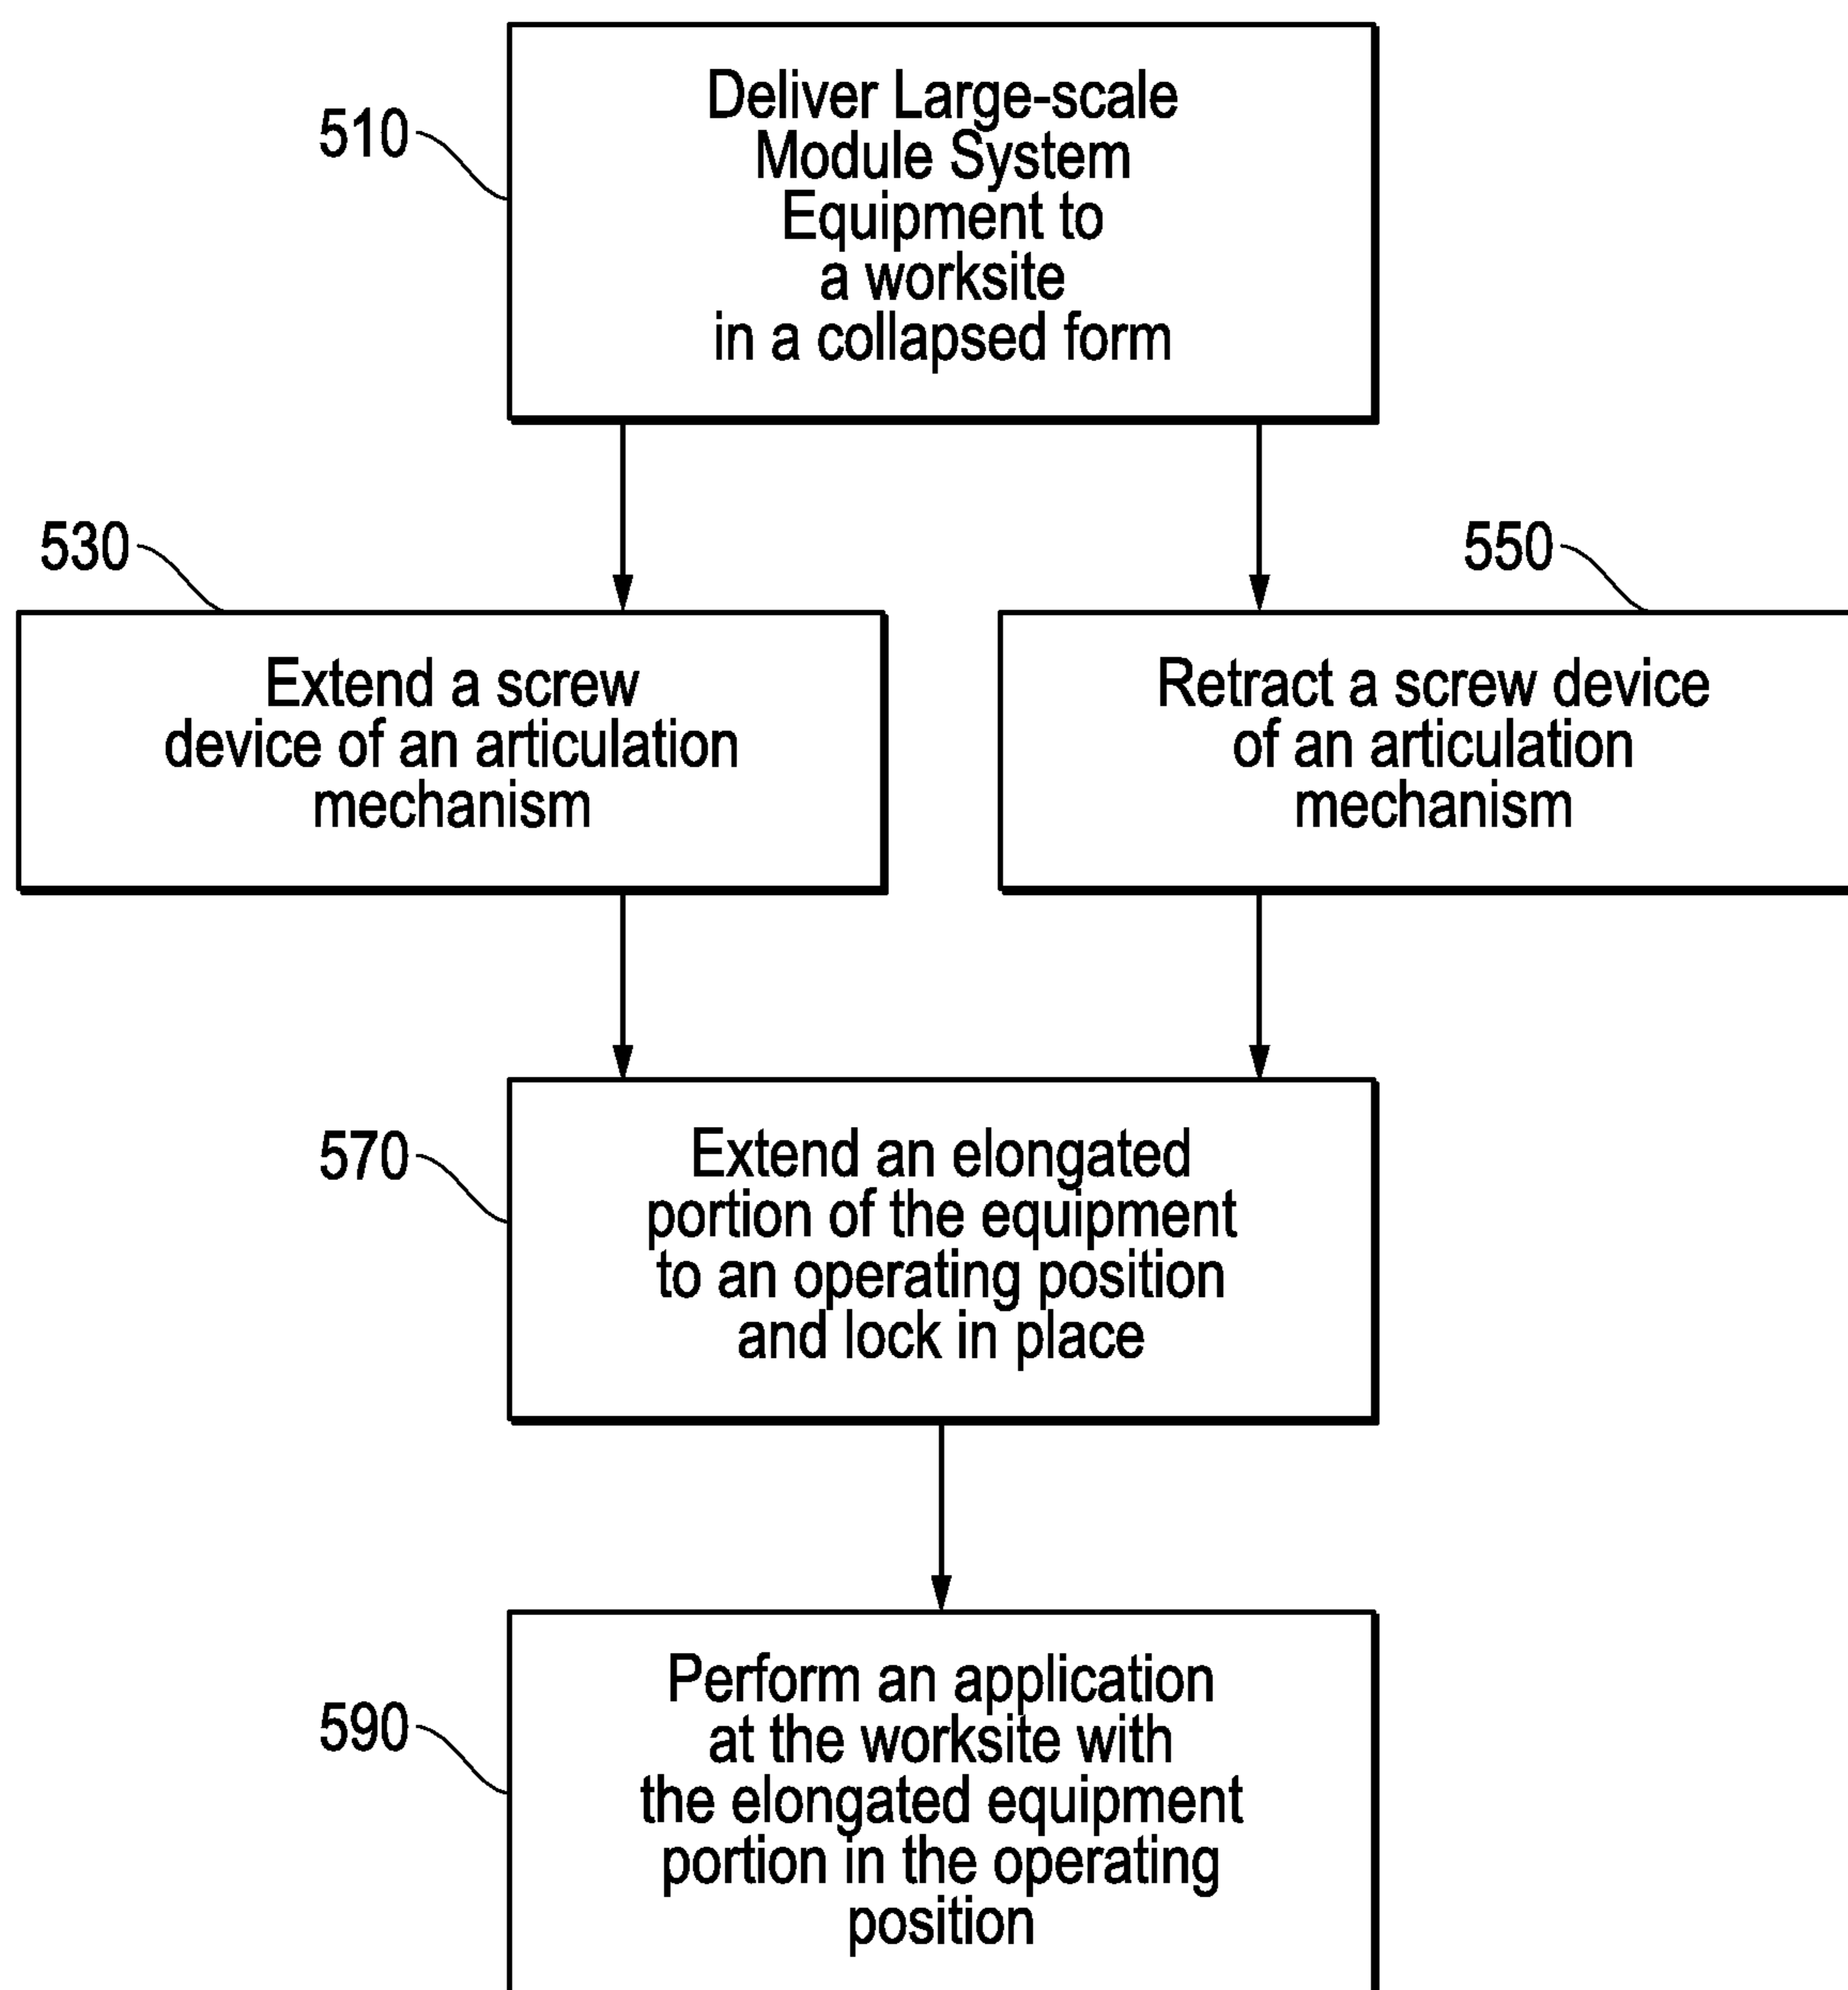 510
Deliver Large-scale
Module System
Equipment to
a worksite
in a collapsed form
530
Extend a screw
device of an articulation
mechanism
550
Retract a screw device
of an articulation
mechanism
570
Extend an elongated
portion of the equipment
to an operating position
and lock in place
590
Perform an application
at the worksite with
the elongated equipment
portion in the operating
position